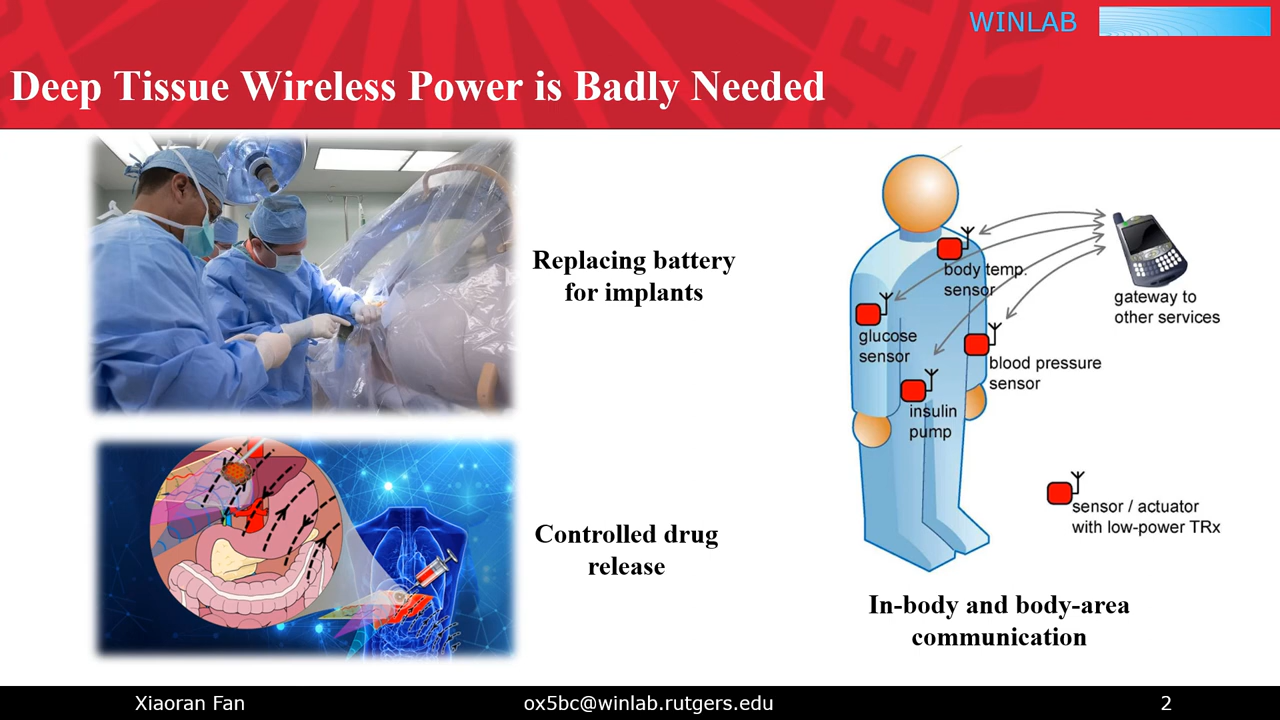 WINLAB
Deep Tissue Wireless Power is Badly Needed
Replacing battery
for implants
Controlled drug
release
body temp.
sensor
glucose
sensor
blood pressure
sensor
insulin
pump
gateway to
other services
sensor / actuator
with low-power TRx
In-body and body-area
communication
Xiaoran Fan
ox5bc@winlab.rutgers.edu
2